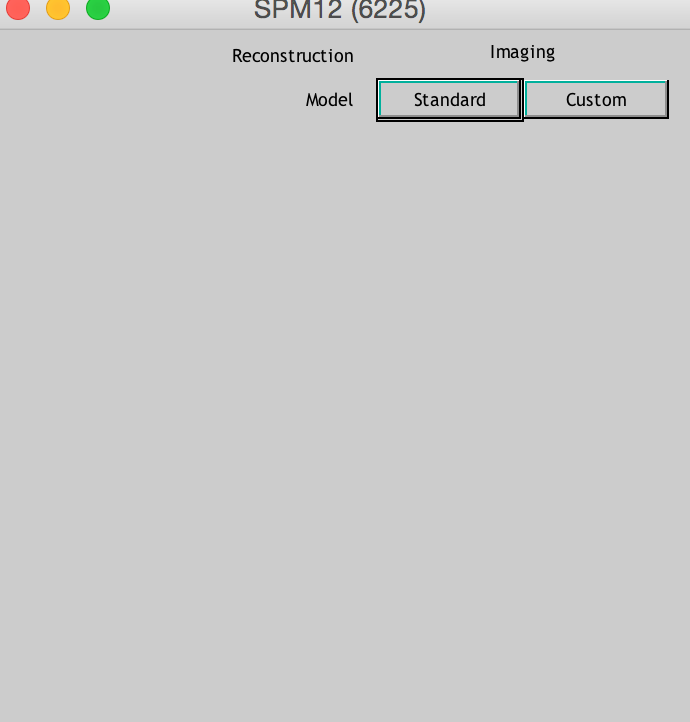 SPM12 (6225)
Reconstruction Imaging
Model Standard Custom